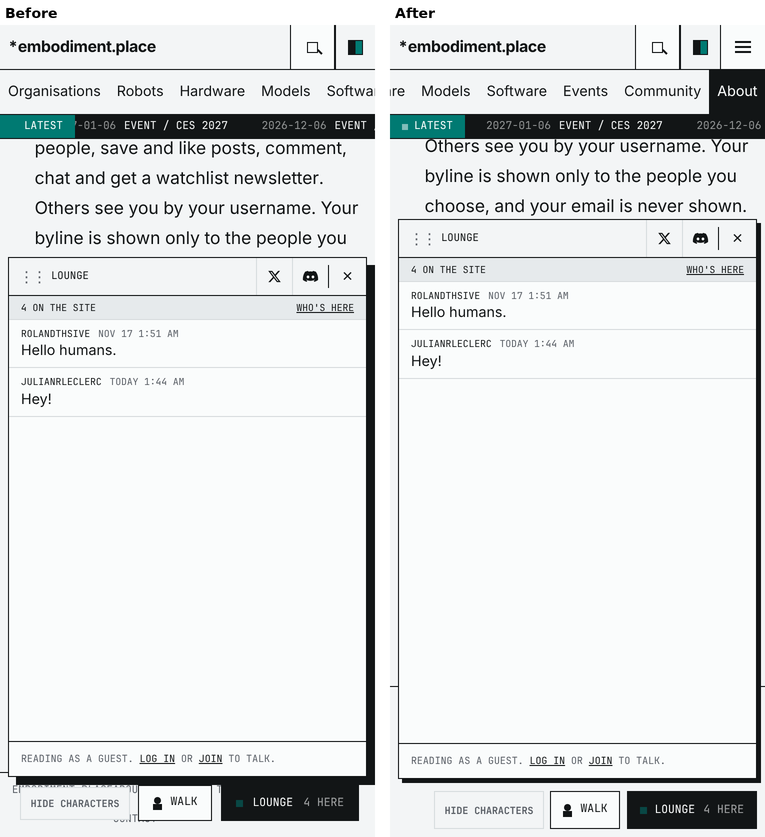 Before
*embodiment.place
Organisations Robots Hardware Models Softwar
LATEST 7-01-06 EVENT / CES 2027 2026-12-06 EVENT
people, save and like posts, comment,
chat and get a watchlist newsletter.
Others see you by your username. Your
byline is shown only to the people you
LOUNGE
4 ON THE SITE WHO'S HERE
ROLANDTHSIVE NOV 17 1:51 AM
Hello humans.
JULIANRLECLERC TODAY 1:44 AM
Hey!
READING AS A GUEST. LOG IN OR JOIN TO TALK.
HIDE CHARACTERS WALK LOUNGE 4 HERE
After
*embodiment.place
are Models Software Events Community About
LATEST 2027-01-06 EVENT / CES 2027 2026-12-06
Others see you by your username. Your
byline is shown only to the people you
choose, and your email is never shown.
LOUNGE
4 ON THE SITE WHO'S HERE
ROLANDTHSIVE NOV 17 1:51 AM
Hello humans.
JULIANRLECLERC TODAY 1:44 AM
Hey!
READING AS A GUEST. LOG IN OR JOIN TO TALK.
HIDE CHARACTERS WALK LOUNGE 4 HERE